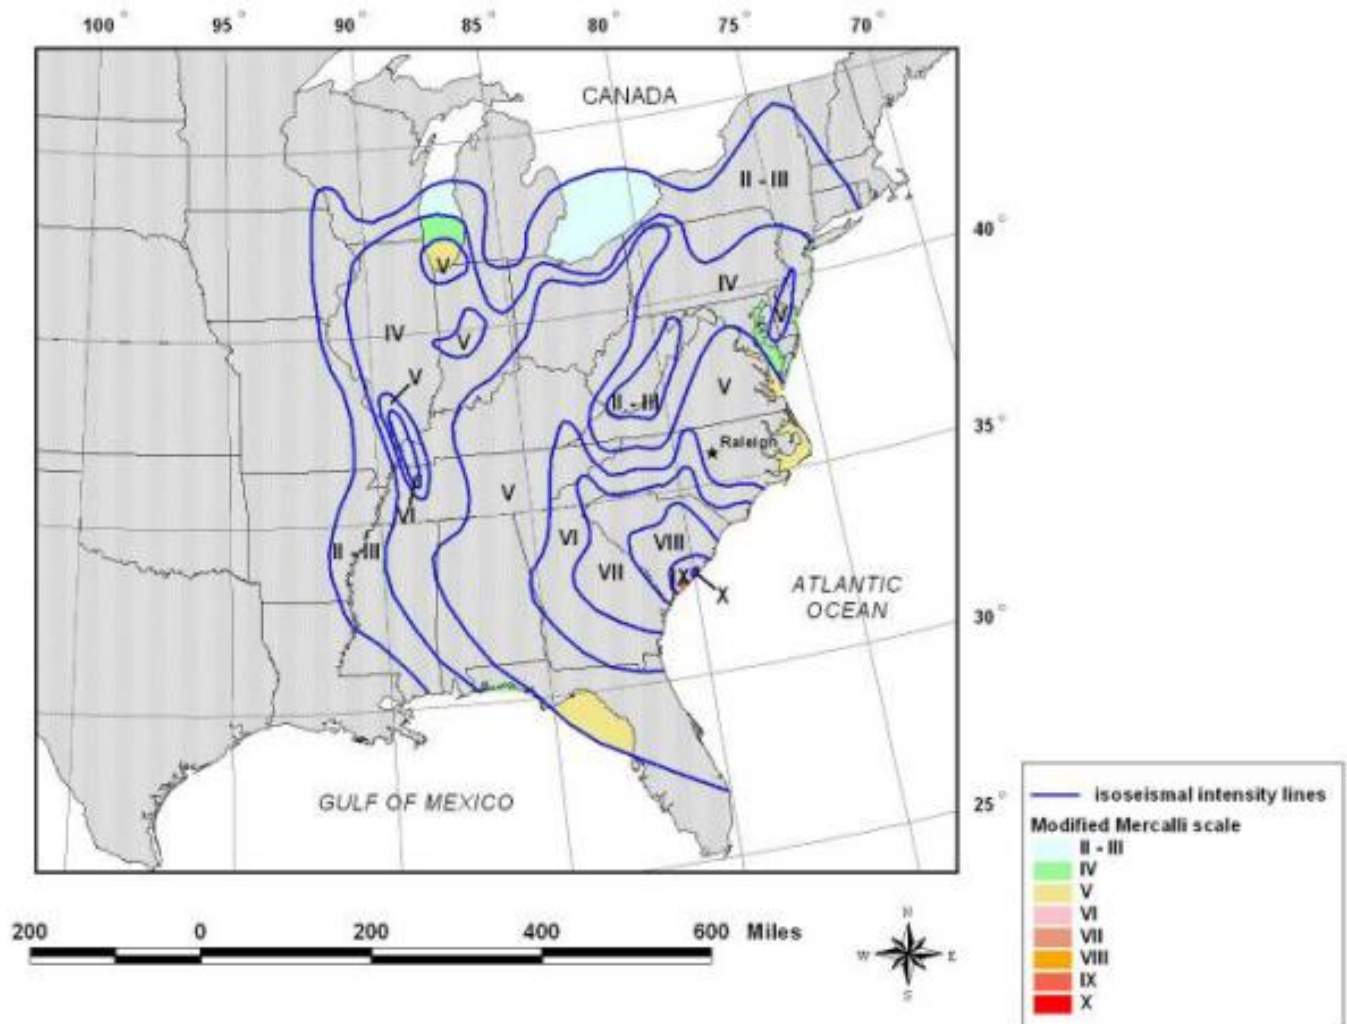 100° 95° 90° 85° 80° 75° 70°
CANADA
II - III
40°
V
IV
IV
V
V
V
V
II - III
Raleigh
35°
V
VI
VI
VIII
II - III
VII
X
X
ATLANTIC
OCEAN
30°
GULF OF MEXICO
25°
isoseismal intensity lines
Modified Mercalli scale
II - III
IV
V
VI
VII
VIII
IX
X
200 0 200 400 600 Miles
N
W E
S